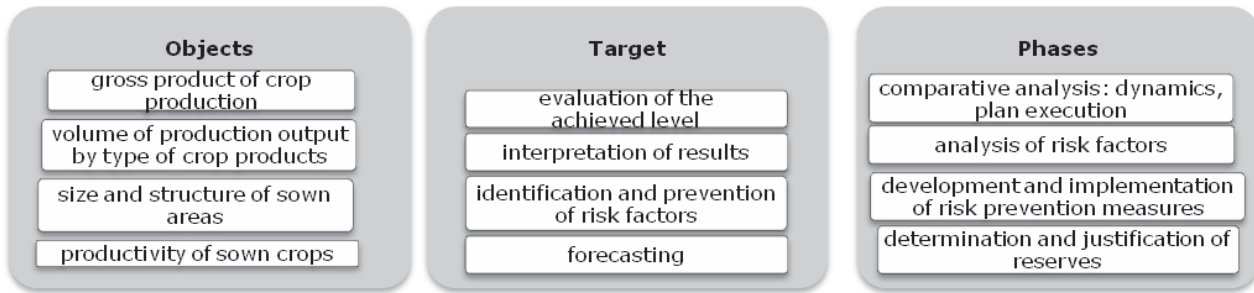 Objects
gross product of crop
production
volume of production output
by type of crop products
size and structure of sown
areas
productivity of sown crops
Target
evaluation of the
achieved level
interpretation of results
identification and prevention
of risk factors
forecasting
Phases
comparative analysis: dynamics,
plan execution
analysis of risk factors
development and implementation
of risk prevention measures
determination and justification of
reserves